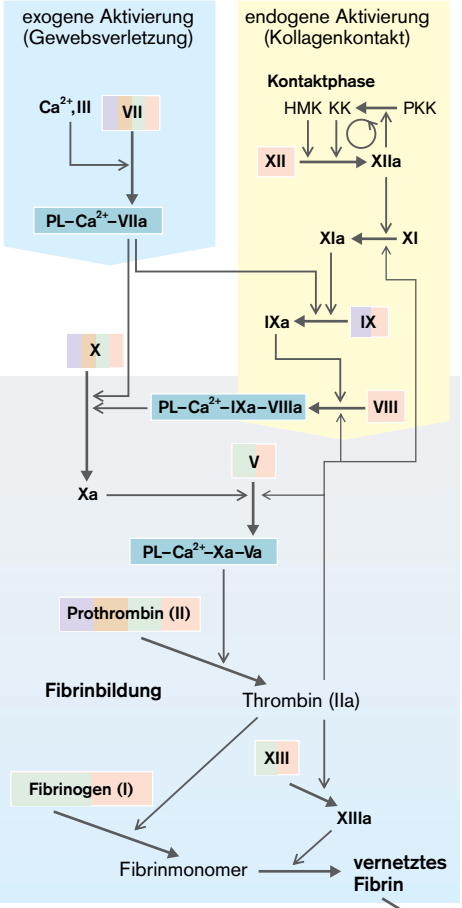 exogene Aktivierung
(Gewebsverletzung)
endogene Aktivierung
(Kollagenkontakt)
Kontaktphase
Ca²⁺, III
VII
HMK KK PKK
XII
XIIa
PL–Ca²⁺–VIIa
XIa
XI
IXa
IX
X
PL–Ca²⁺–IXa–VIIIa
VIII
V
Xa
PL–Ca²⁺–Xa–Va
Prothrombin (II)
Fibrinbildung
Thrombin (IIa)
XIII
Fibrinogen (I)
XIIIa
Fibrinmonomer
vernetztes
Fibrin